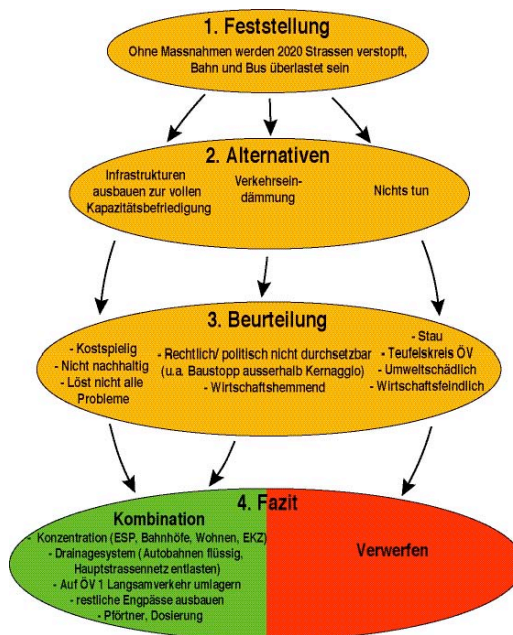 1. Feststellung
Ohne Massnahmen werden 2020 Strassen verstopft,
Bahn und Bus überlastet sein
2. Alternativen
Infrastrukturen
ausbauen zur vollen
Kapazitätsbefriedigung
Verkehrsein-
dämmung
Nichts tun
3. Beurteilung
- Kostspielig
- Nicht nachhaltig
- Löst nicht alle
Probleme
- Rechtlich/ politisch nicht durchsetzbar
(u.a. Baustopp ausserhalb Kernagglo)
- Wirtschaftshemmend
- Stau
- Teufelskreis ÖV
- Umweltschädlich
- Wirtschaftsfeindlich
4. Fazit
Kombination
- Konzentration (ESP, Bahnhöfe, Wohnen, EKZ)
- Drainagesystem (Autobahnen flüssig,
Hauptstrassennetz entlasten)
- Auf ÖV 1 Langsamverkehr umlagern
- restliche Engpässe ausbauen
- Pförtner, Dosierung
Verwerfen